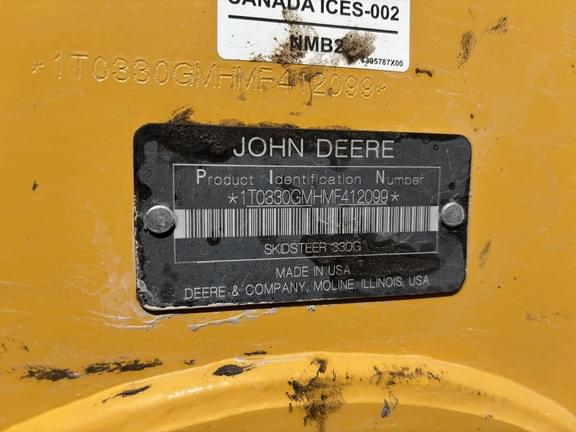 CANADA ICES-002
NMB2
*1T0330GMHMF412099*
JOHN DEERE
Product Identification Number
*1T0330GMHMF412099*
SKIDSTEER 330G
MADE IN USA
DEERE & COMPANY, MOLINE, ILLINOIS, USA